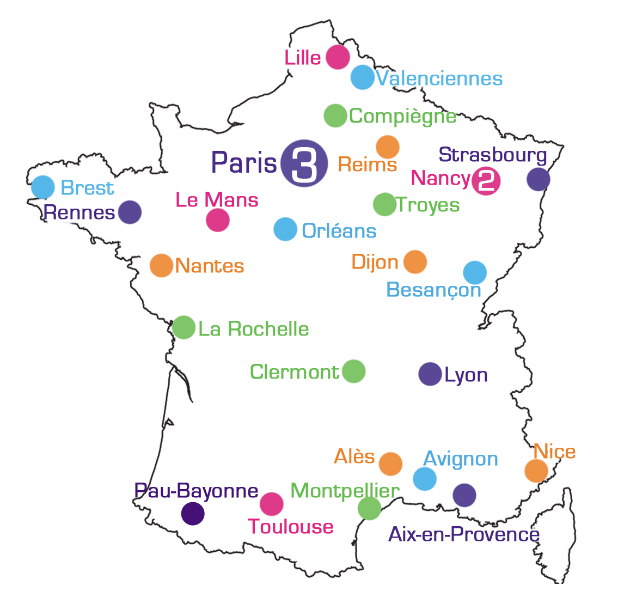 Lille
Valenciennes
Compiègne
Strasbourg
Paris 3
Reims
Nancy 2
Brest
Le Mans
Rennes
Troyes
Orléans
Nantes
Dijon
Besançon
La Rochelle
Clermont
Lyon
Nice
Alès
Avignon
Pau-Bayonne
Montpellier
Toulouse
Aix-en-Provence